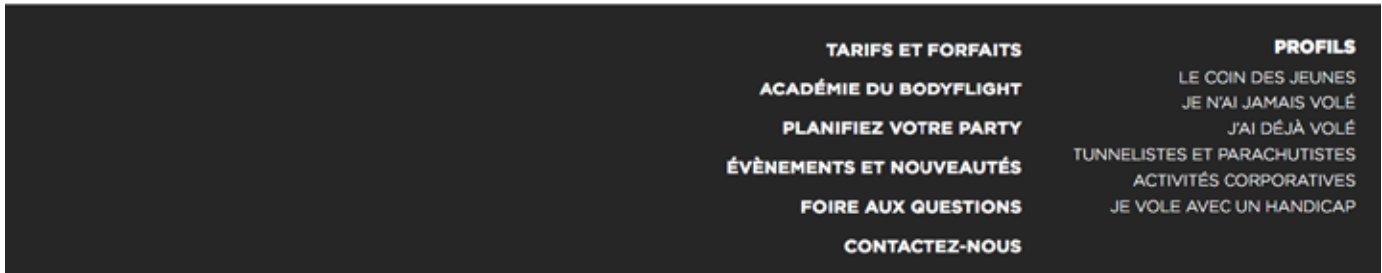 TARIFS ET FORFAITS
ACADÉMIE DU BODYFLIGHT
PLANIFIEZ VOTRE PARTY
ÉVÈNEMENTS ET NOUVEAUTÉS
FOIRE AUX QUESTIONS
CONTACTEZ-NOUS
PROFILS
LE COIN DES JEUNES
JE N'AI JAMAIS VOLÉ
J'AI DÉJÀ VOLÉ
TUNNELISTES ET PARACHUTISTES
ACTIVITÉS CORPORATIVES
JE VOLE AVEC UN HANDICAP